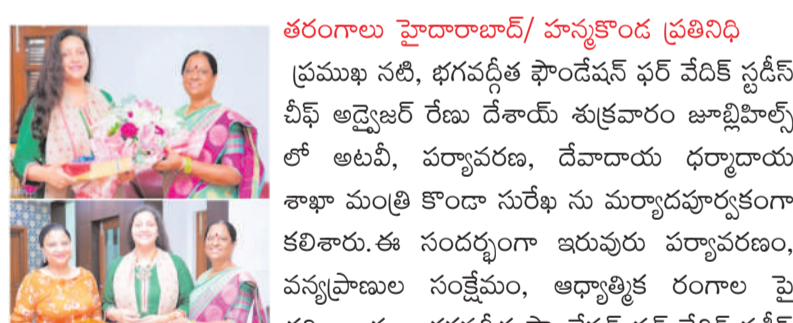 తరంగాలు హైదారాబాద్/ హన్మకొండ ప్రతినిధి
ప్రముఖ నటి, భగవద్గీత ఫౌండేషన్ ఫర్ వేదిక్ స్టడీస్
చీఫ్ అడ్వైజర్ రేణు దేశాయ్ శుక్రవారం జూబ్లిహిల్స్
లో అటవీ, పర్యావరణ, దేవాదాయ ధర్మాదాయ
శాఖా మంత్రి కొండా సురేఖ ను మర్యాదపూర్వకంగా
కలిశారు.ఈ సందర్భంగా ఇరువురు పర్యావరణం,
వన్యప్రాణుల సంక్షేమం, ఆధ్యాత్మిక రంగాల పై